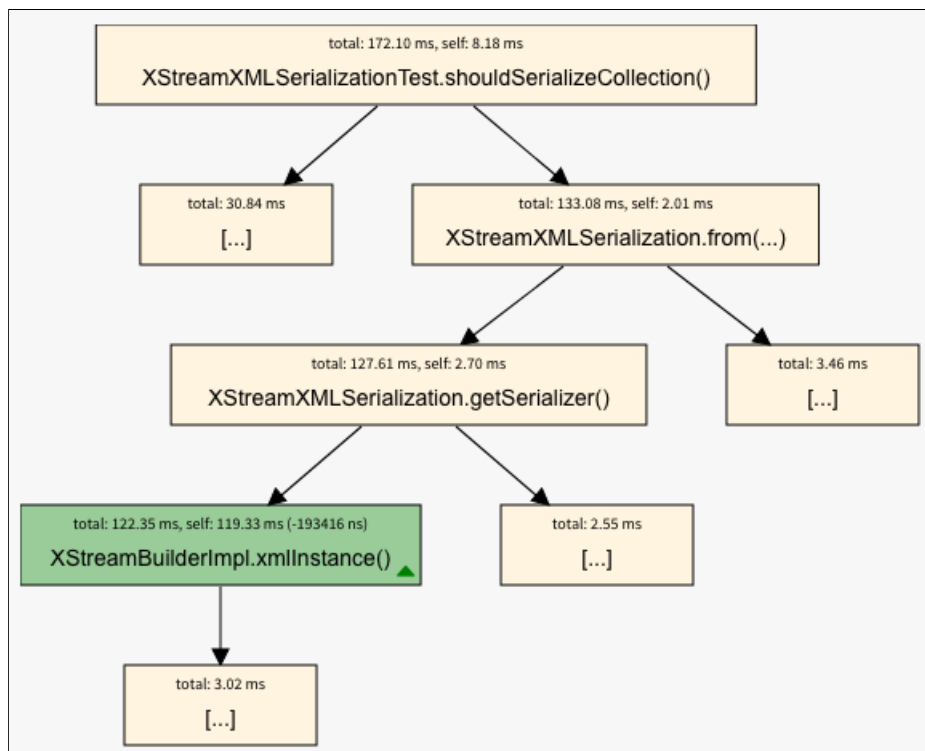 total: 172.10 ms, self: 8.18 ms
XStreamXMLSerializationTest.shouldSerializeCollection()
total: 30.84 ms
[...]
total: 133.08 ms, self: 2.01 ms
XStreamXMLSerialization.from(...)
total: 127.61 ms, self: 2.70 ms
XStreamXMLSerialization.getSerializer()
total: 3.46 ms
[...]
total: 122.35 ms, self: 119.33 ms (-193416 ns)
XStreamBuilderImpl.xmlInstance()
total: 2.55 ms
[...]
total: 3.02 ms
[...]